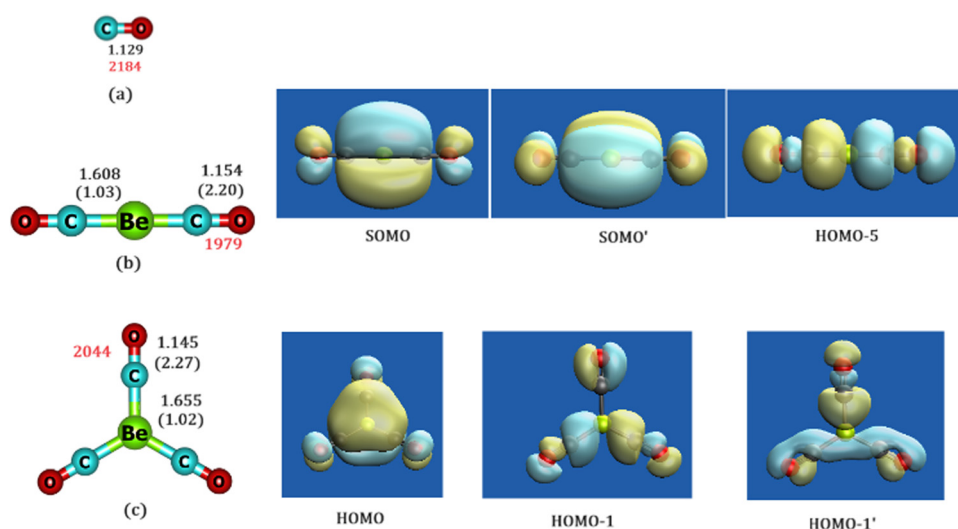 C O
1.129
2184
(a)
1.608
(1.03)
1.154
(2.20)
O C Be C O
1979
(b)
SOMO SOMO' HOMO-5
O
2044
1.145
(2.27)
C
1.655
(1.02)
Be
C C
O O
(c)
HOMO HOMO-1 HOMO-1'